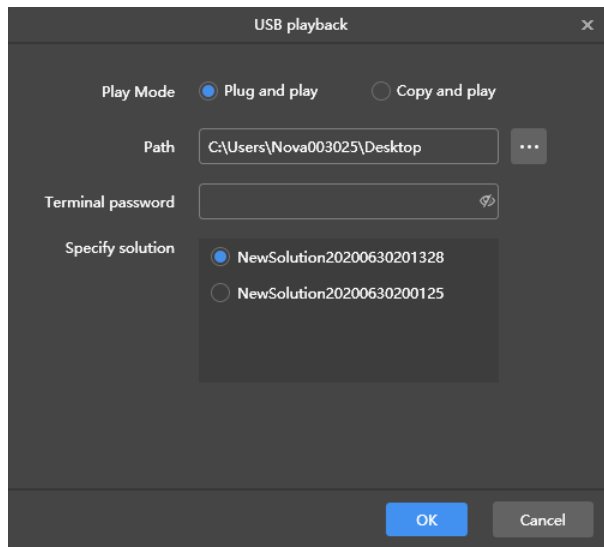 USB playback
Play Mode Plug and play Copy and play
Path C:\Users\Nova003025\Desktop ...
Terminal password
Specify solution NewSolution20200630201328
NewSolution20200630200125
OK Cancel